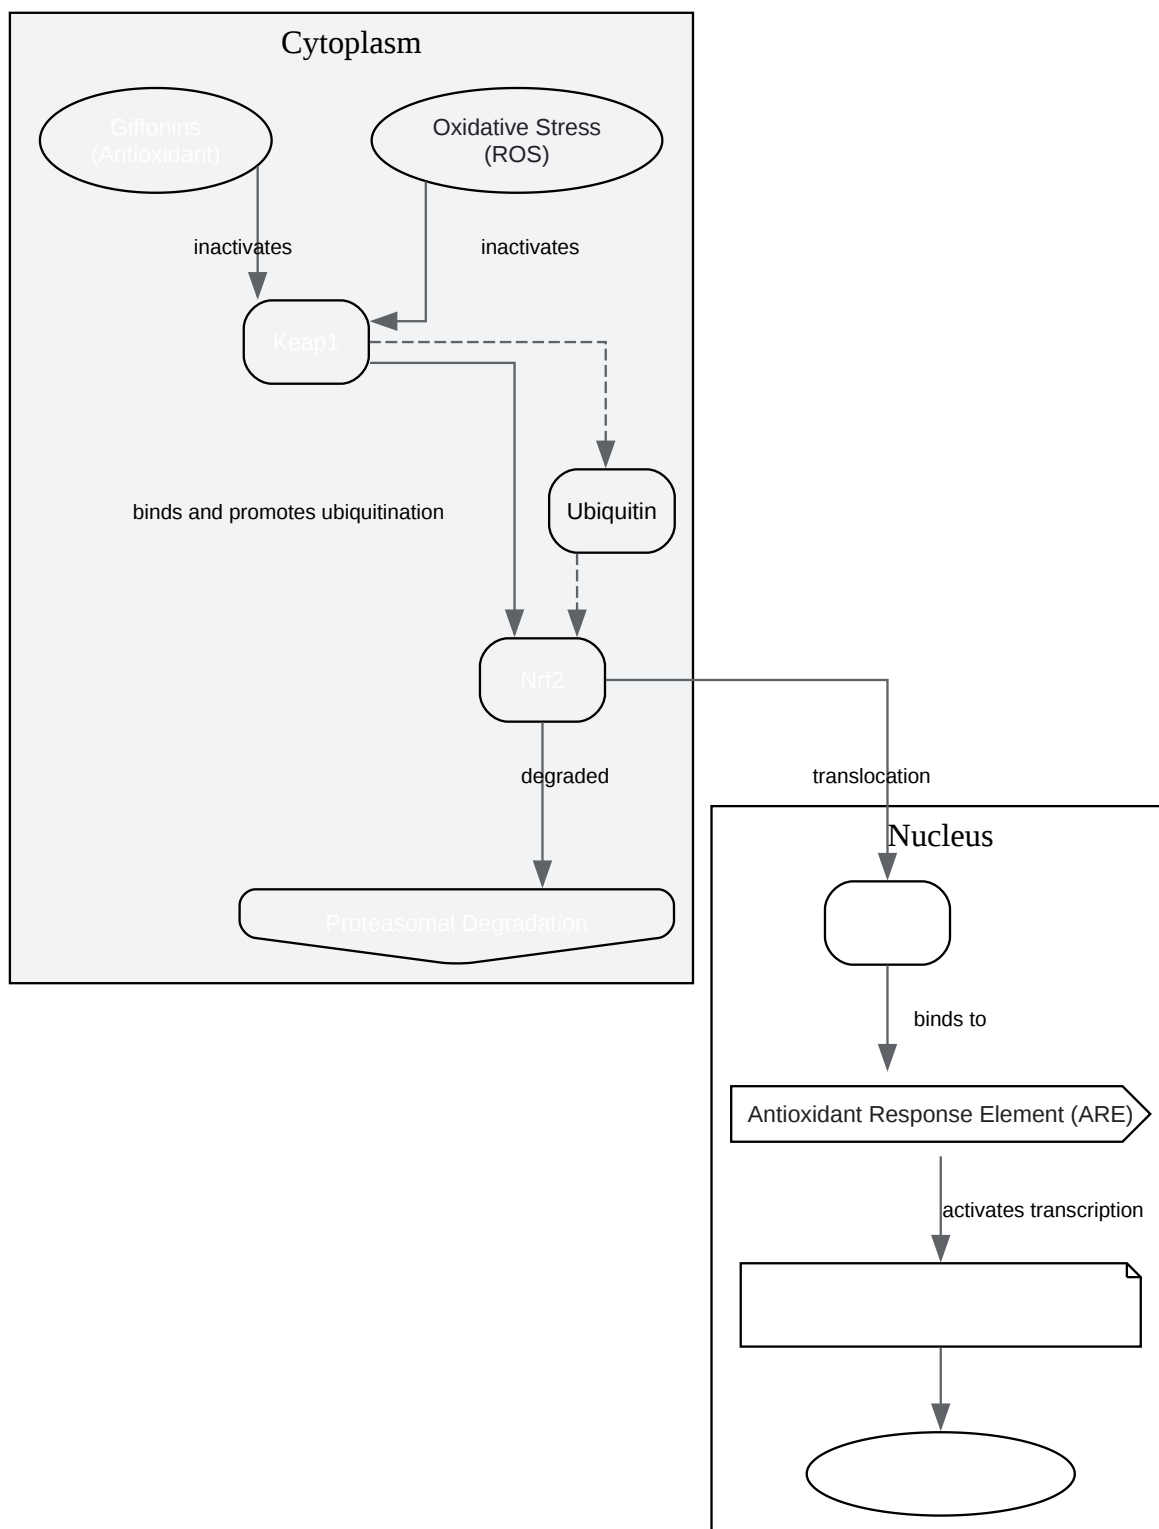 Cytoplasm
Giffonins
(Antioxidant)
Oxidative Stress
(ROS)
inactivates
inactivates
Keap1
binds and promotes ubiquitination
Ubiquitin
Nrf2
degraded
translocation
Nucleus
Proteasomal Degradation
binds to
Antioxidant Response Element (ARE)
activates transcription